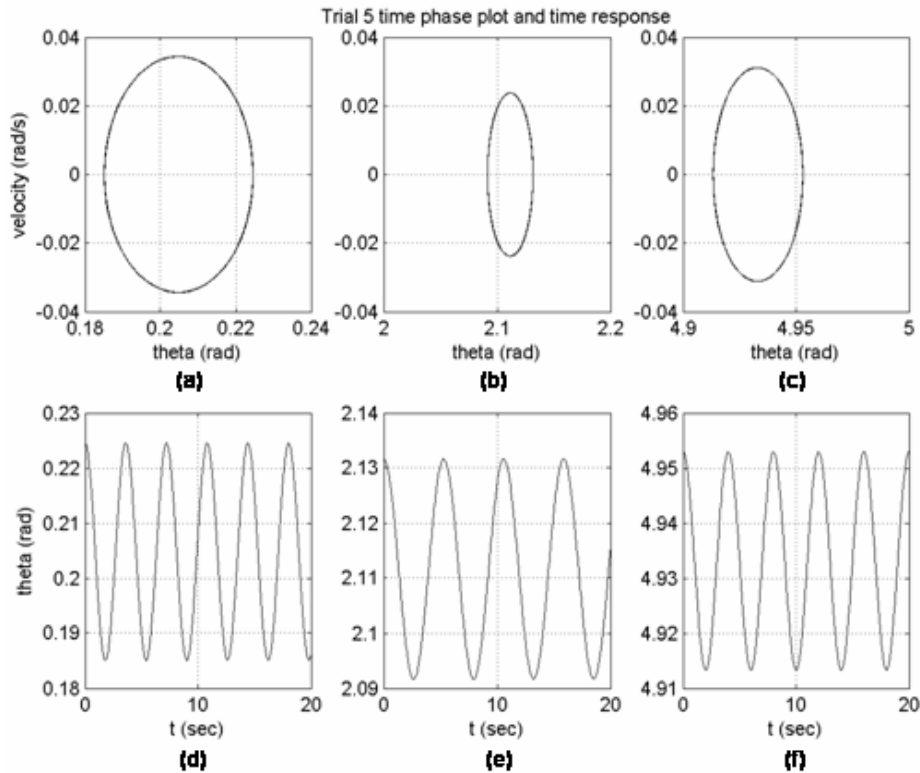 Trial 5 time phase plot and time response
0.04 0.04 0.04
0.02 0.02 0.02
velocity (rad/s) 0 0 0
-0.02 -0.02 -0.02
-0.04 -0.04 -0.04
0.18 0.2 0.22 0.24 2 2.1 2.2 4.9 4.95 5
theta (rad) theta (rad) theta (rad)
(a) (b) (c)
0.23 2.14 4.96
0.22 2.13 4.95
0.21 2.12 4.94
theta (rad)
0.2 2.11 4.93
0.19 2.1 4.92
0.18 2.09 4.91
0 10 20 0 10 20 0 10 20
t (sec) t (sec) t (sec)
(d) (e) (f)